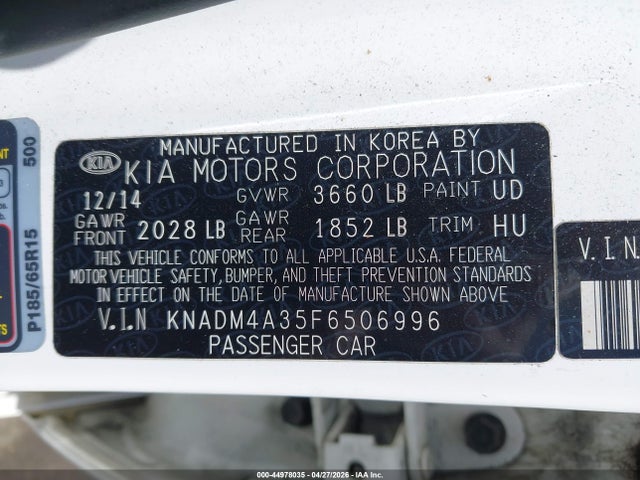 MANUFACTURED IN KOREA BY
KIA KIA MOTORS CORPORATION
12/14 GVWR 3660 LB PAINT UD
GAWR FRONT 2028 LB GAWR REAR 1852 LB TRIM HU
THIS VEHICLE CONFORMS TO ALL APPLICABLE U.S.A. FEDERAL
MOTOR VEHICLE SAFETY, BUMPER, AND THEFT PREVENTION STANDARDS
IN EFFECT ON THE DATE OF MANUFACTURE SHOWN ABOVE
V.I.N KNADM4A35F6506996
PASSENGER CAR
P185/65R15 500
V.I.N
000-44978035 - 04/27/2026 - IAAI.COM